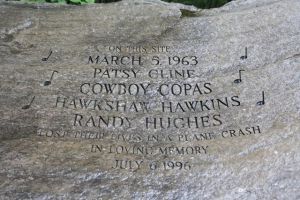 ON THIS SITE
MARCH 5, 1963
PATSY CLINE
COWBOY COPAS
HAWKSHAW HAWKINS
RANDY HUGHES
LOST THEIR LIVES IN A PLANE CRASH
IN LOVING MEMORY
JULY 6 1996